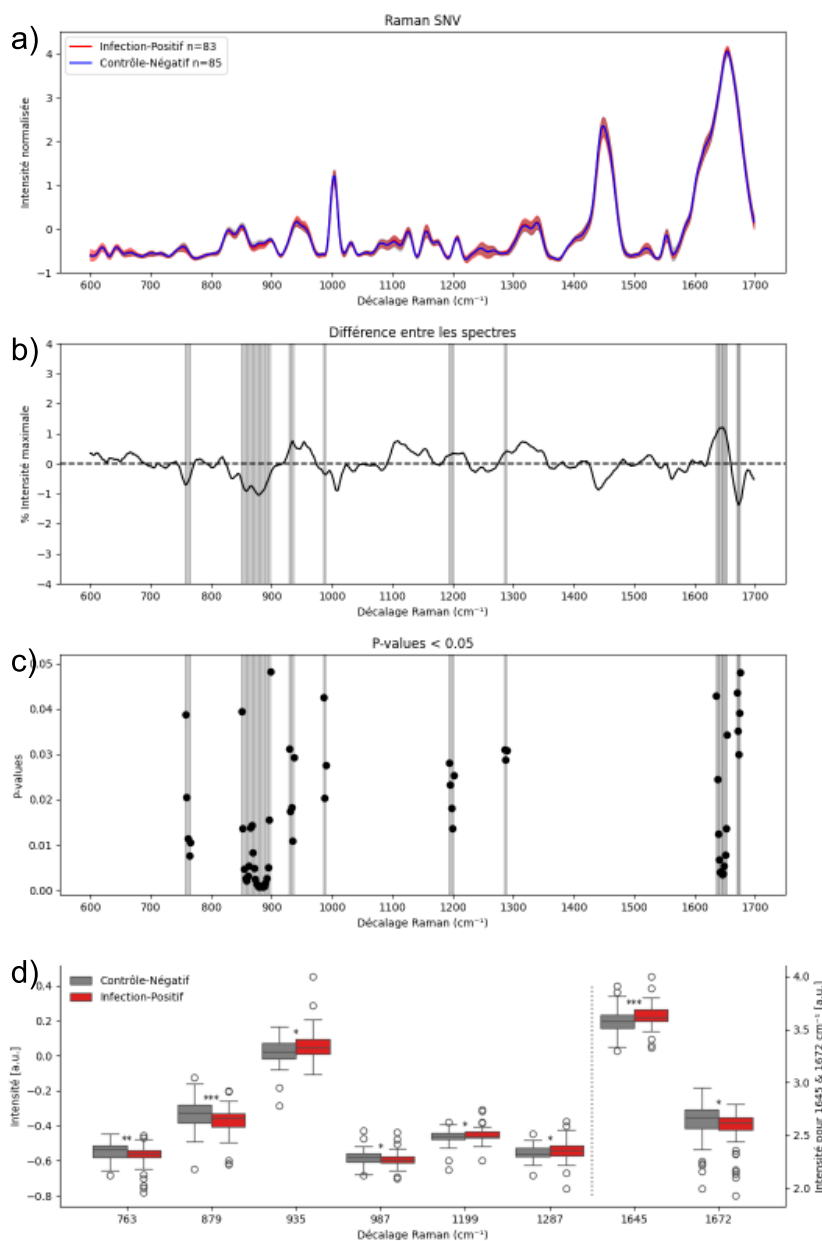 a)
Raman SNV
Infection-Positif n=83
Contrôle-Négatif n=85
Intensité normalisée
4
3
2
1
0
−1
600 700 800 900 1000 1100 1200 1300 1400 1500 1600 1700
Décalage Raman (cm⁻¹)
b)
Différence entre les spectres
% Intensité maximale
4
3
2
1
0
−1
−2
−3
−4
600 700 800 900 1000 1100 1200 1300 1400 1500 1600 1700
Décalage Raman (cm⁻¹)
c)
P-values < 0.05
P-values
0.05
0.04
0.03
0.02
0.01
0.00
600 700 800 900 1000 1100 1200 1300 1400 1500 1600 1700
Décalage Raman (cm⁻¹)
d)
Contrôle-Négatif
Infection-Positif
Intensité [a.u.]
0.4
0.2
0.0
−0.2
−0.4
−0.6
−0.8
** *** * * * * *** *
4.0
3.5
3.0
2.5
2.0
Intensité pour 1645 & 1672 cm⁻¹ [a.u.]
763 879 935 987 1199 1287 1645 1672
Décalage Raman (cm⁻¹)